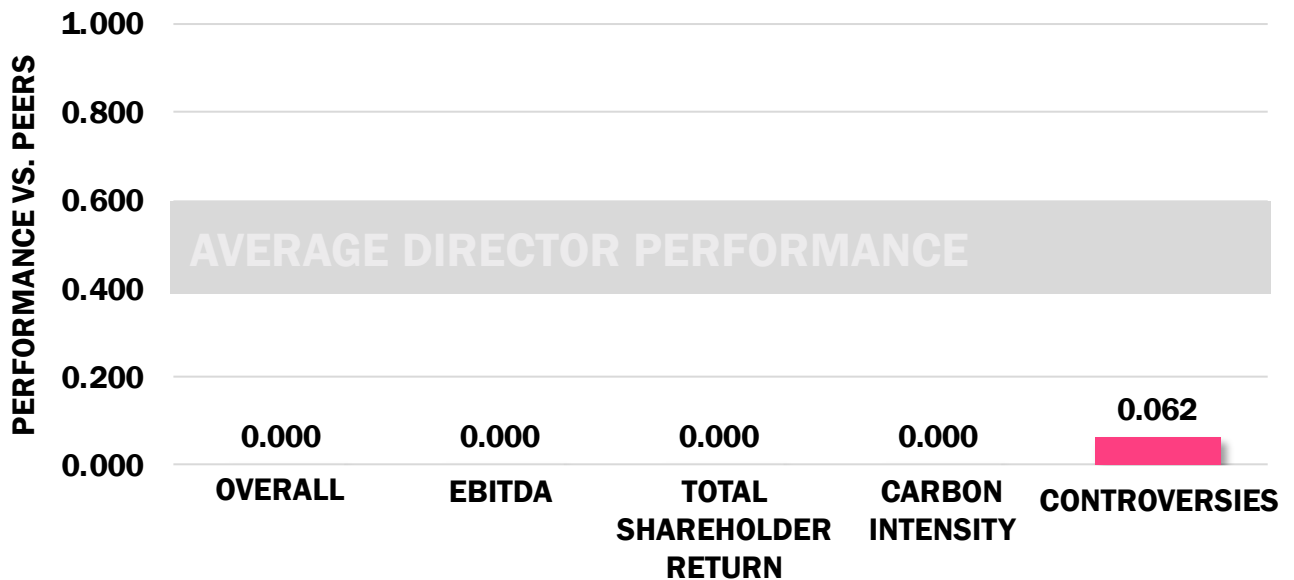 PERFORMANCE VS. PEERS
1.000
0.800
0.600
AVERAGE DIRECTOR PERFORMANCE
0.400
0.200
0.000
0.000
0.000
0.000
0.000
0.062
OVERALL
EBITDA
TOTAL
SHAREHOLDER
RETURN
CARBON
INTENSITY
CONTROVERSIES